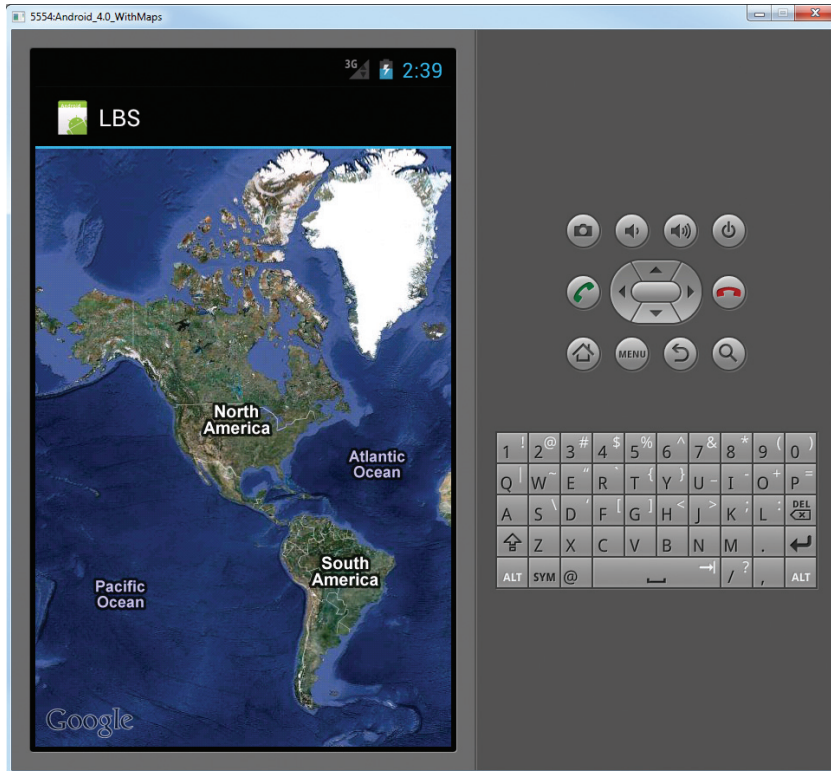 5554:Android_4.0_WithMaps
3G 2:39
LBS
North
America
Atlantic
Ocean
South
America
Pacific
Ocean
Google
MENU
1 ! 2 @ 3 # 4 $ 5 % 6 ^ 7 & 8 * 9 ( 0 )
Q | W ~ E " R ` T { Y } U _ I - O + P =
A S \ D ' F [ G ] H < J > K ; L : DEL
Z X C V B N M .
ALT SYM @ / ? , ALT